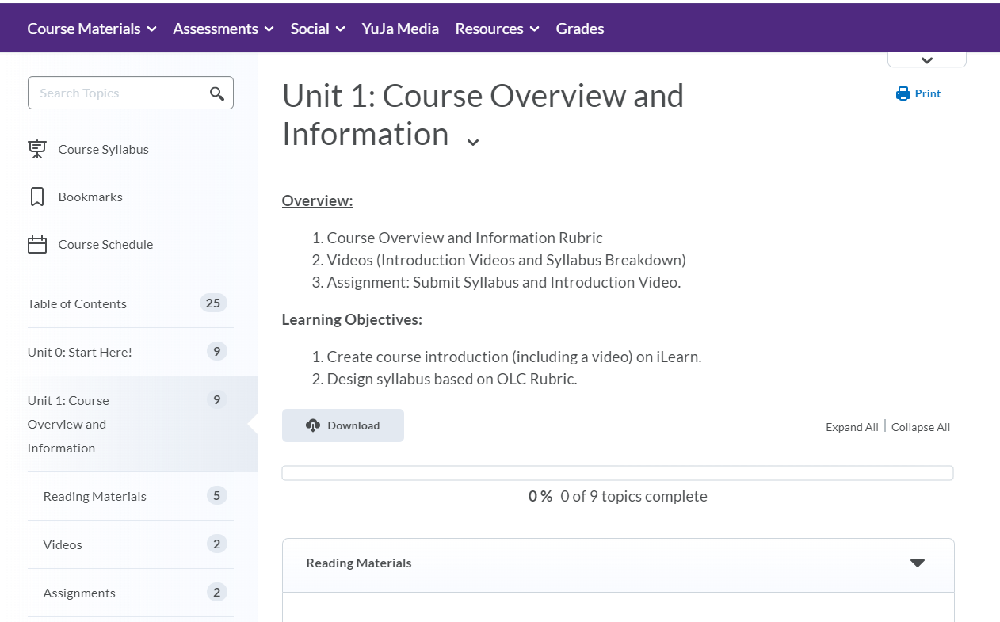 Course Materials Assessments Social YuJa Media Resources Grades
Search Topics
Course Syllabus
Bookmarks
Course Schedule
Table of Contents 25
Unit 0: Start Here! 9
Unit 1: Course 9
Overview and
Information
Reading Materials 5
Videos 2
Assignments 2
Unit 1: Course Overview and
Information
Print
Overview:
1. Course Overview and Information Rubric
2. Videos (Introduction Videos and Syllabus Breakdown)
3. Assignment: Submit Syllabus and Introduction Video.
Learning Objectives:
1. Create course introduction (including a video) on iLearn.
2. Design syllabus based on OLC Rubric.
Download
Expand All | Collapse All
0 % 0 of 9 topics complete
Reading Materials